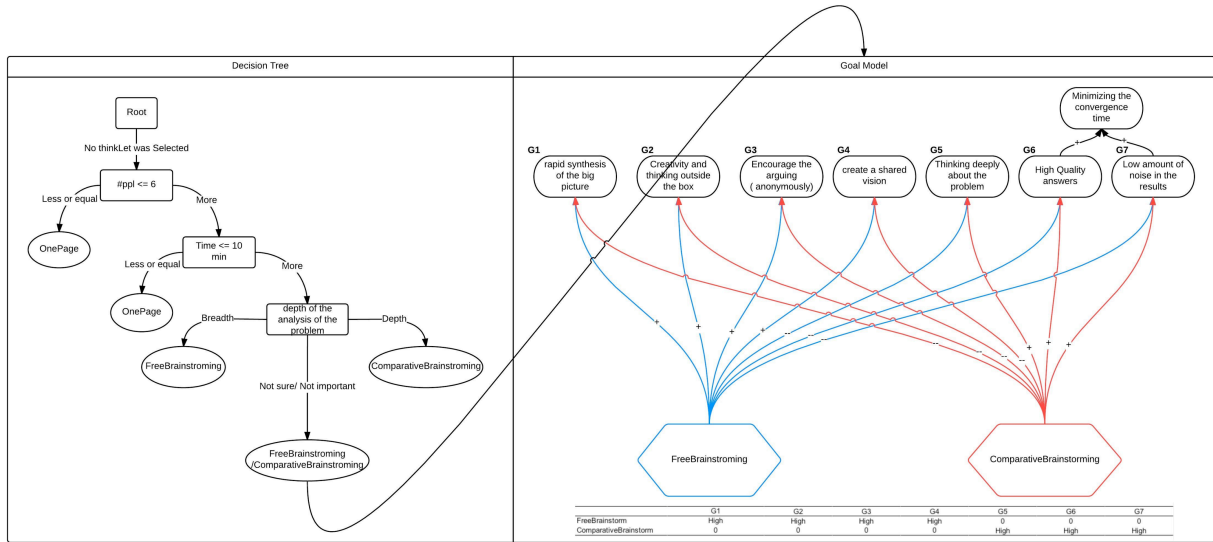 Decision Tree
Goal Model
Root
No thinkLet was Selected
#ppl <= 6
Less or equal
More
OnePage
Time <= 10
min
Less or equal
More
OnePage
depth of the
analysis of the
problem
Breadth
Depth
FreeBrainstroming
ComparativeBrainstroming
Not sure/ Not important
FreeBrainstroming
/ComparativeBrainstroming
Minimizing the
convergence
time
+
+
G1
rapid synthesis
of the big
picture
G2
Creativity and
thinking outside
the box
G3
Encourage the
arguing
( anonymously)
G4
create a shared
vision
G5
Thinking deeply
about the
problem
G6
High Quality
answers
G7
Low amount of
noise in the
results
+
+
+
+
--
--
--
--
--
--
--
+
+
+
FreeBrainstroming
ComparativeBrainstorming
G1 G2 G3 G4 G5 G6 G7
FreeBrainstorm High High High High 0 0 0
ComparativeBrainstorm 0 0 0 0 High High High